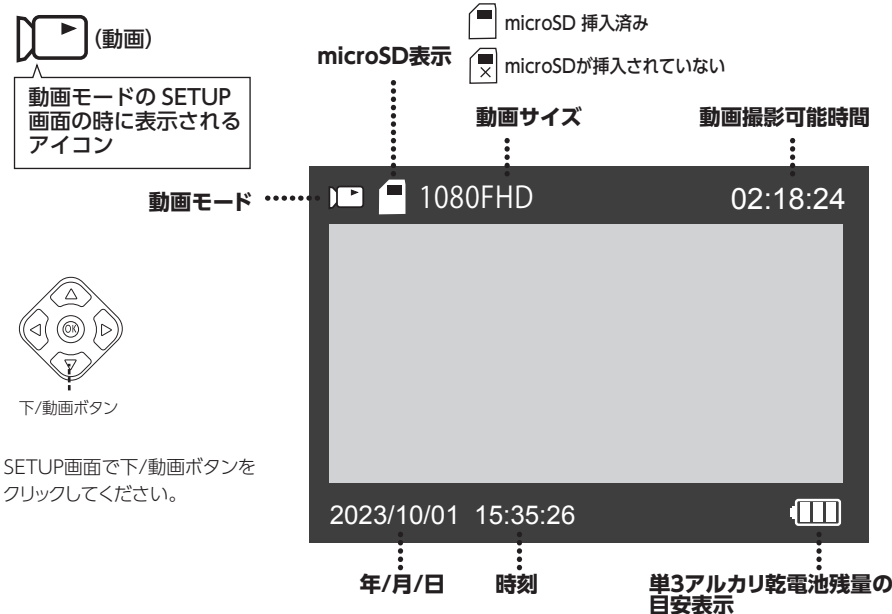 (動画)
動画モードの SETUP
画面の時に表示される
アイコン
microSD表示
microSD 挿入済み
microSDが挿入されていない
動画サイズ
動画撮影可能時間
動画モード
1080FHD
02:18:24
OK
下/動画ボタン
SETUP画面で下/動画ボタンを
クリックしてください。
2023/10/01 15:35:26
年/月/日
時刻
単3アルカリ乾電池残量の
目安表示